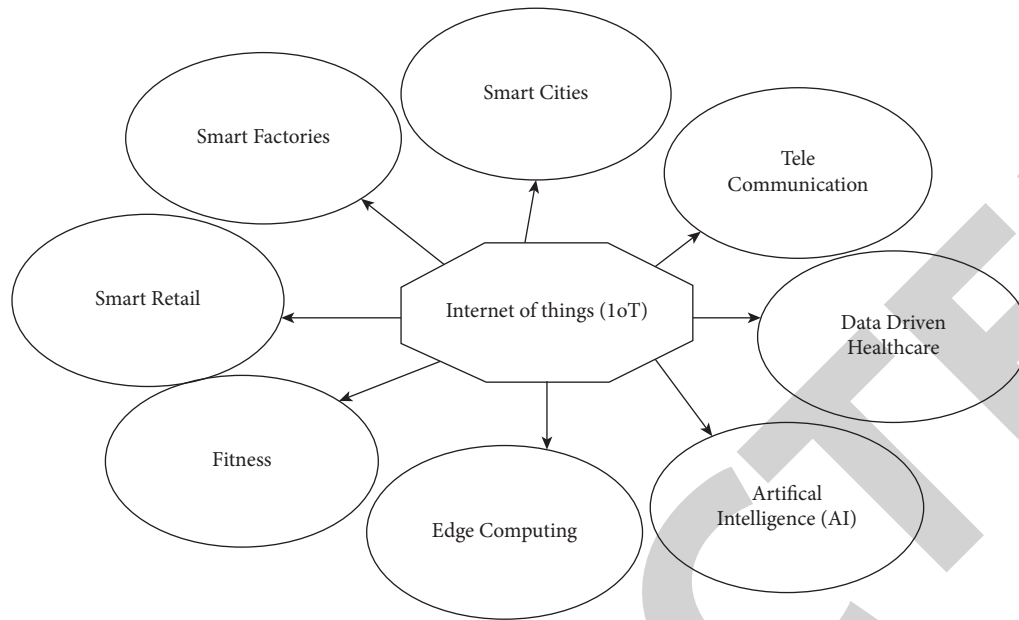 Smart Cities
Smart Factories
Tele
Communication
Smart Retail
Internet of things (1oT)
Data Driven
Healthcare
Fitness
Edge Computing
Artifical
Intelligence (AI)
CTE